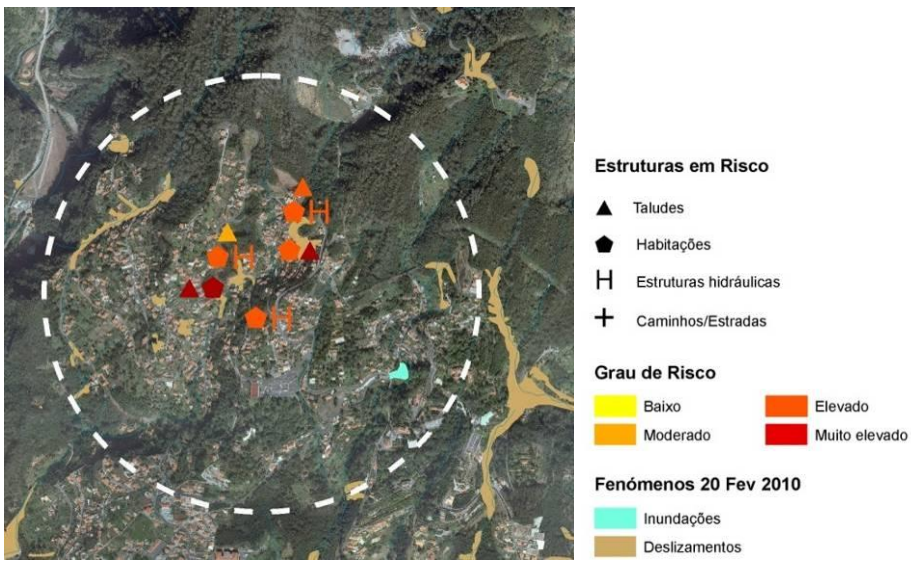 Estruturas em Risco
Taludes
Habitações
Estruturas hidráulicas
Caminhos/Estradas
Grau de Risco
Baixo
Elevado
Moderado
Muito elevado
Fenómenos 20 Fev 2010
Inundações
Deslizamentos